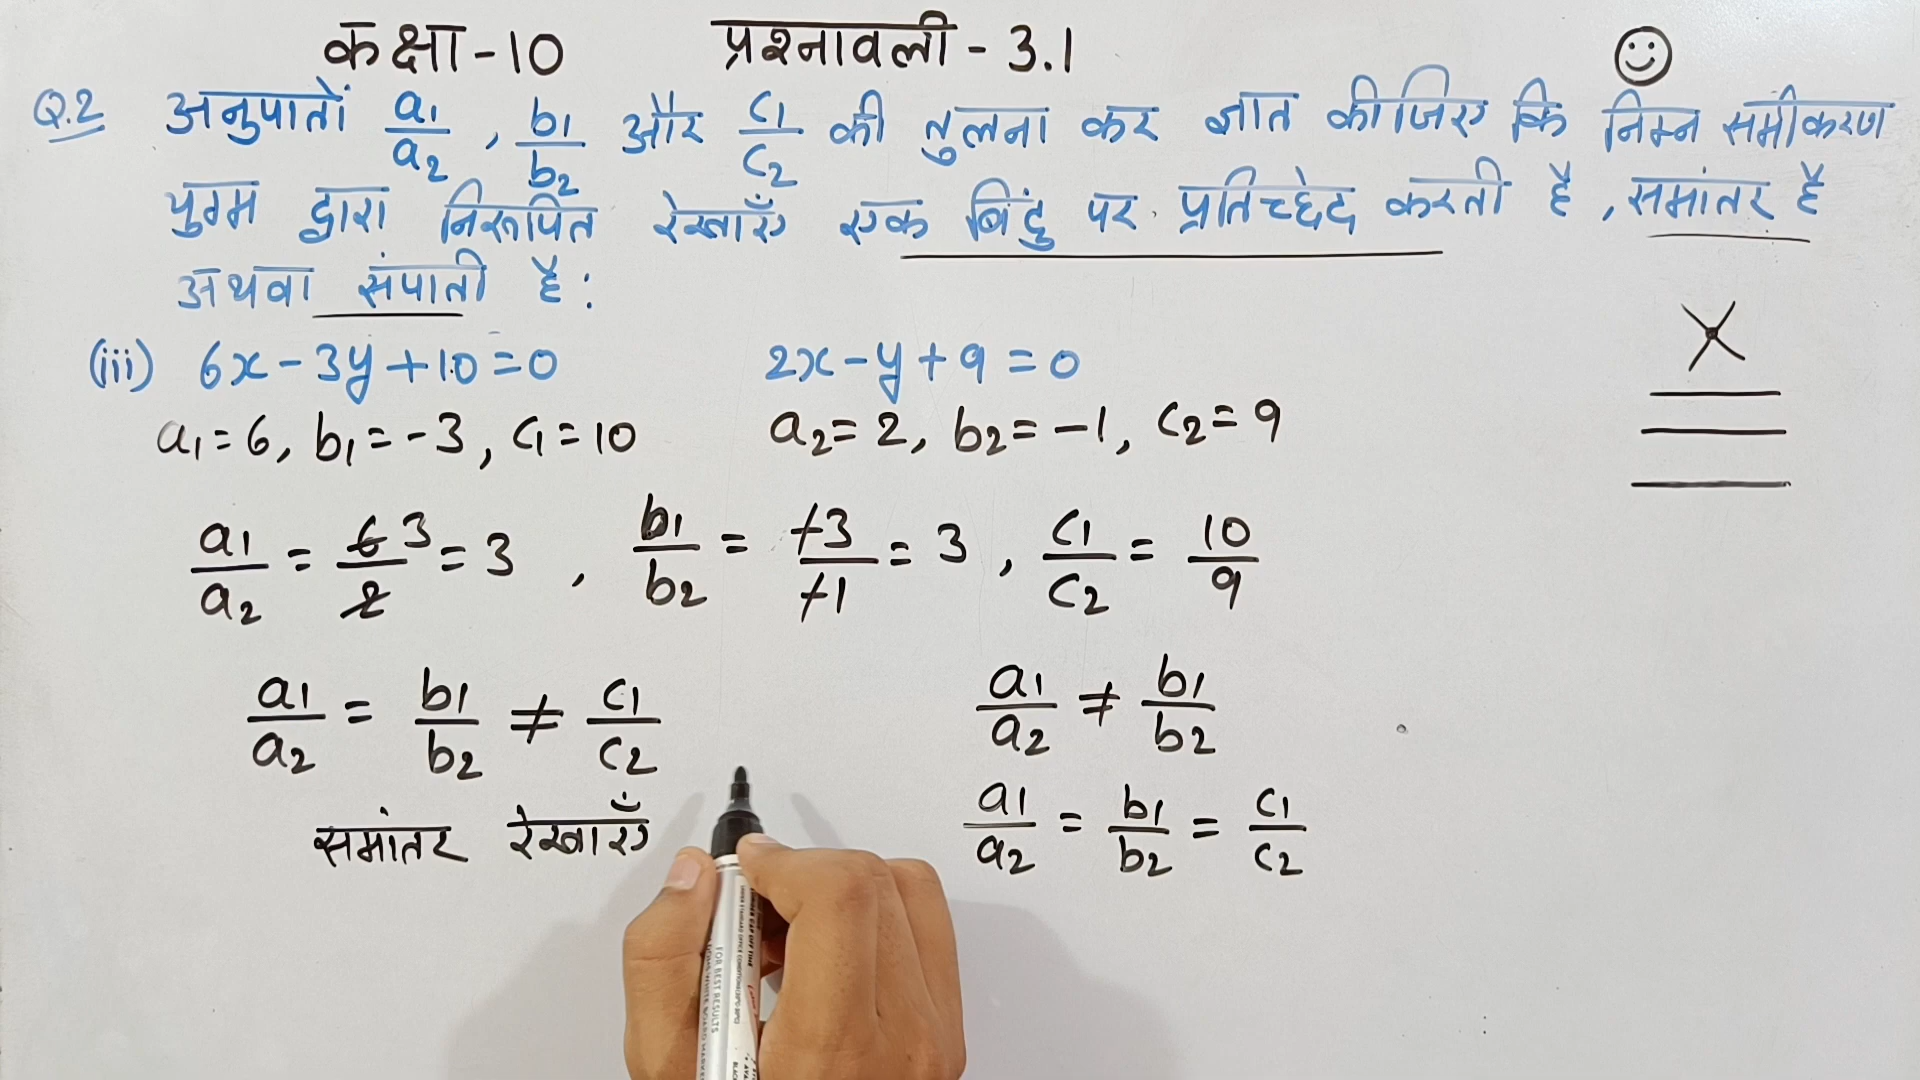 कक्षा-10 प्रश्नावली-3.1
Q.2 अनुपातों a1/a2, b1/b2 और c1/c2 की तुलना कर ज्ञात कीजिए कि निम्न समीकरण
युग्म द्वारा निरूपित रेखाएँ एक बिंदु पर प्रतिच्छेद करती है, समांतर है
अथवा संपाती है:
(iii) 6x-3y+10=0 2x-y+9=0
a1=6, b1=-3, c1=10 a2=2, b2=-1, c2=9
a1/a2 = 6/2 3 = 3, b1/b2 = -3/-1 = 3, c1/c2 = 10/9
a1/a2 = b1/b2 ≠ c1/c2 a1/a2 ≠ b1/b2
समांतर रेखाएँ a1/a2 = b1/b2 = c1/c2
FOR BEST RESULTS